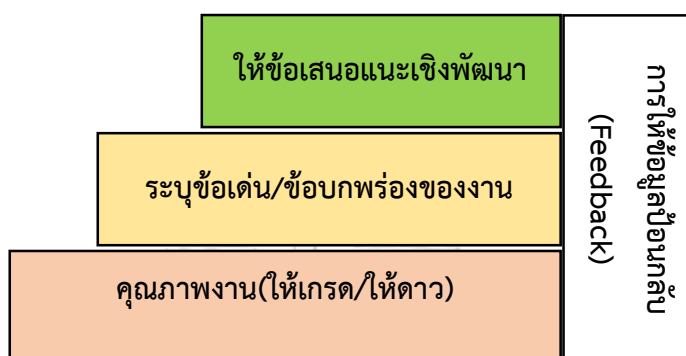 ให้ข้อเสนอแนะเชิงพัฒนา
ระบุข้อเด่น/ข้อบกพร่องของงาน
คุณภาพงาน(ให้เกรด/ให้ดาว)
การให้ข้อมูลป้อนกลับ
(Feedback)